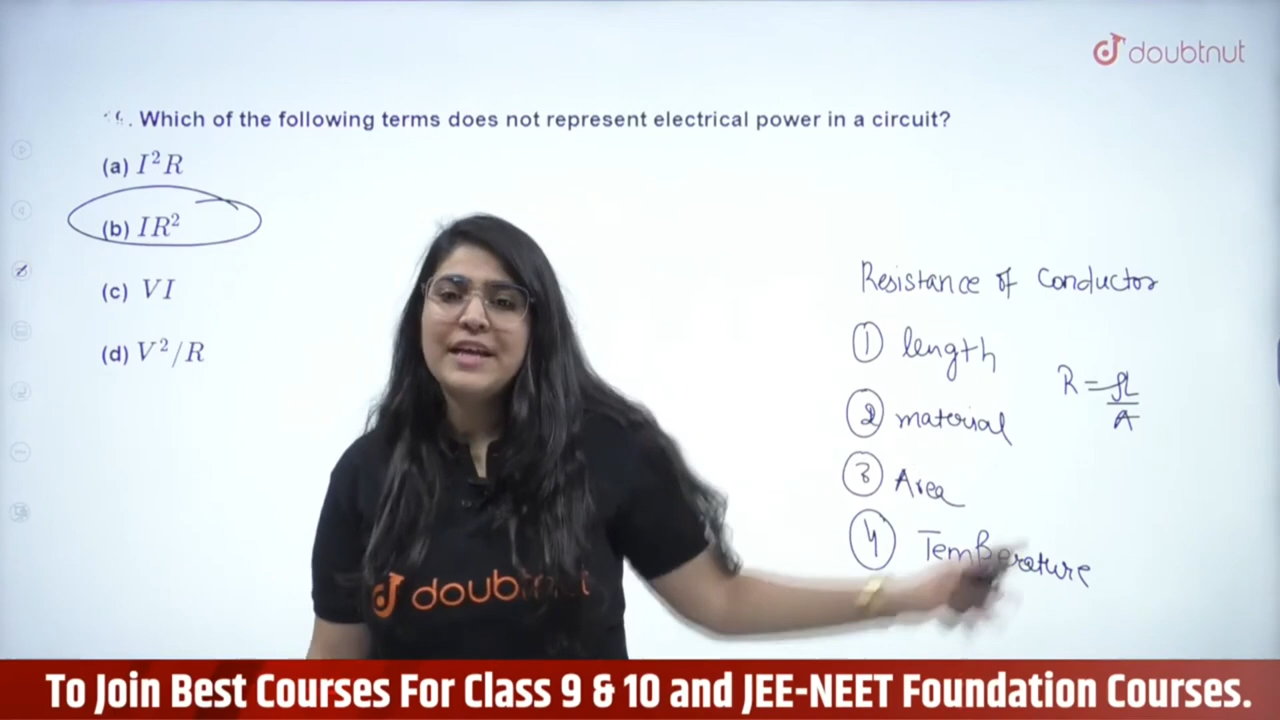 doubtnut
. Which of the following terms does not represent electrical power in a circuit?
(a) I²R
(b) IR²
(c) VI
(d) V²/R
Resistance of Conductor
① length
② material
③ Area
④ Temperature
R = ρL/A
doubtnut
To Join Best Courses For Class 9 & 10 and JEE-NEET Foundation Courses.